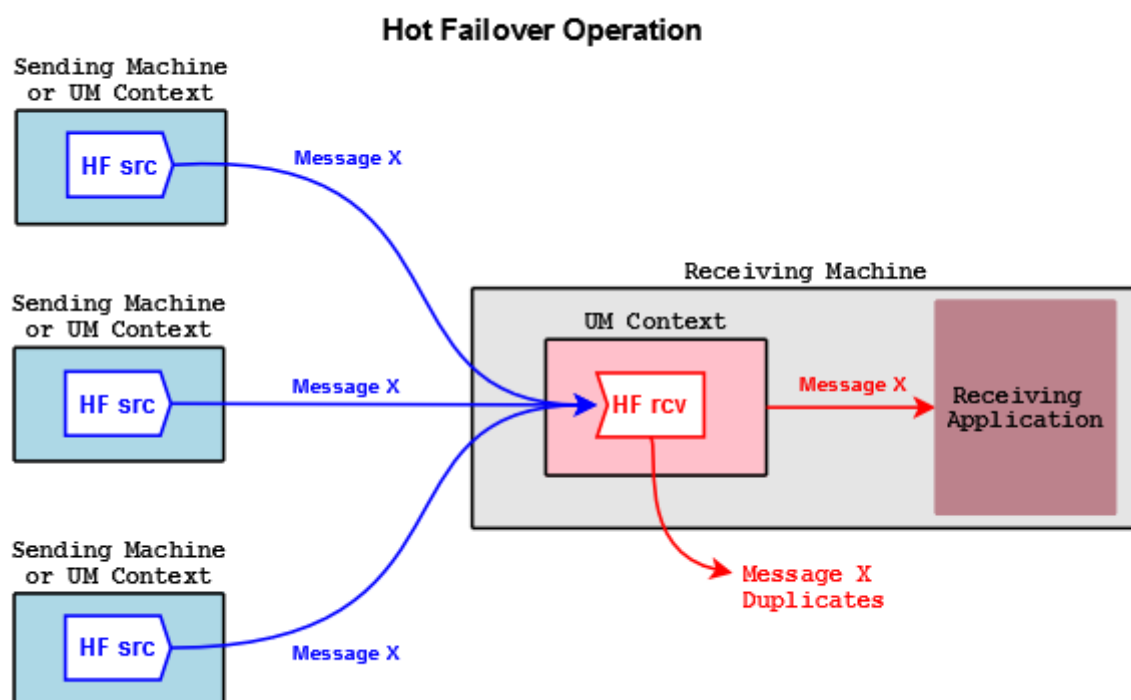 Hot Failover Operation
Sending Machine
or UM Context
HF src
Message X
Sending Machine
or UM Context
HF src
Message X
Sending Machine
or UM Context
HF src
Message X
Receiving Machine
UM Context
HF rcv
Message X
Receiving
Application
Message X
Duplicates